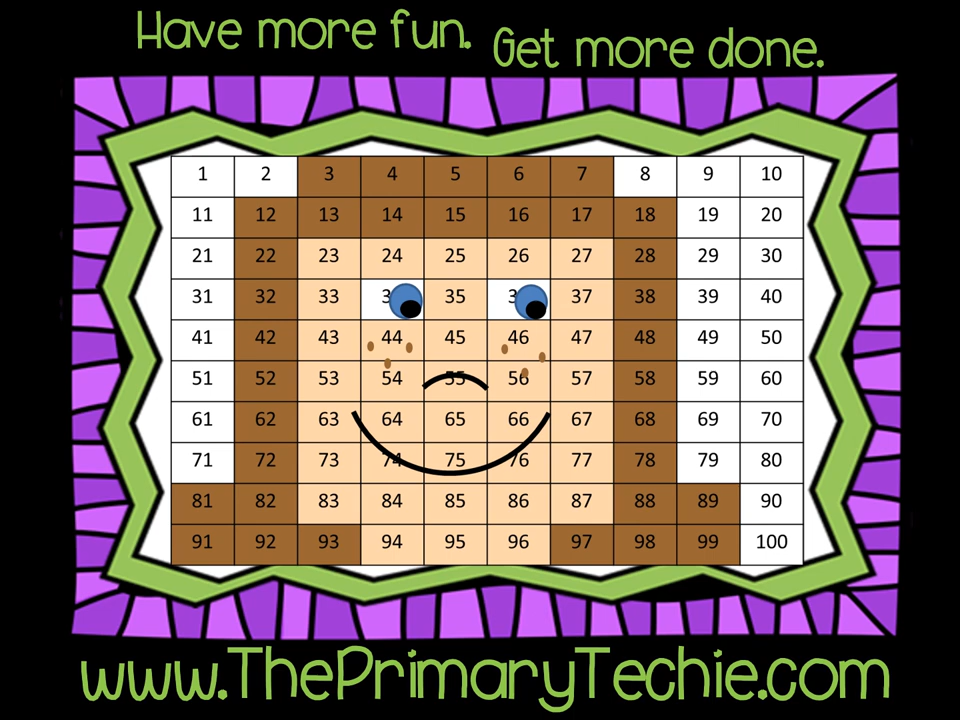 Have more fun. Get more done.
1 2 3 4 5 6 7 8 9 10
11 12 13 14 15 16 17 18 19 20
21 22 23 24 25 26 27 28 29 30
31 32 33 35 37 38 39 40
41 42 43 44 45 46 47 48 49 50
51 52 53 54 55 56 57 58 59 60
61 62 63 64 65 66 67 68 69 70
71 72 73 74 75 76 77 78 79 80
81 82 83 84 85 86 87 88 89 90
91 92 93 94 95 96 97 98 99 100
www.ThePrimaryTechie.com